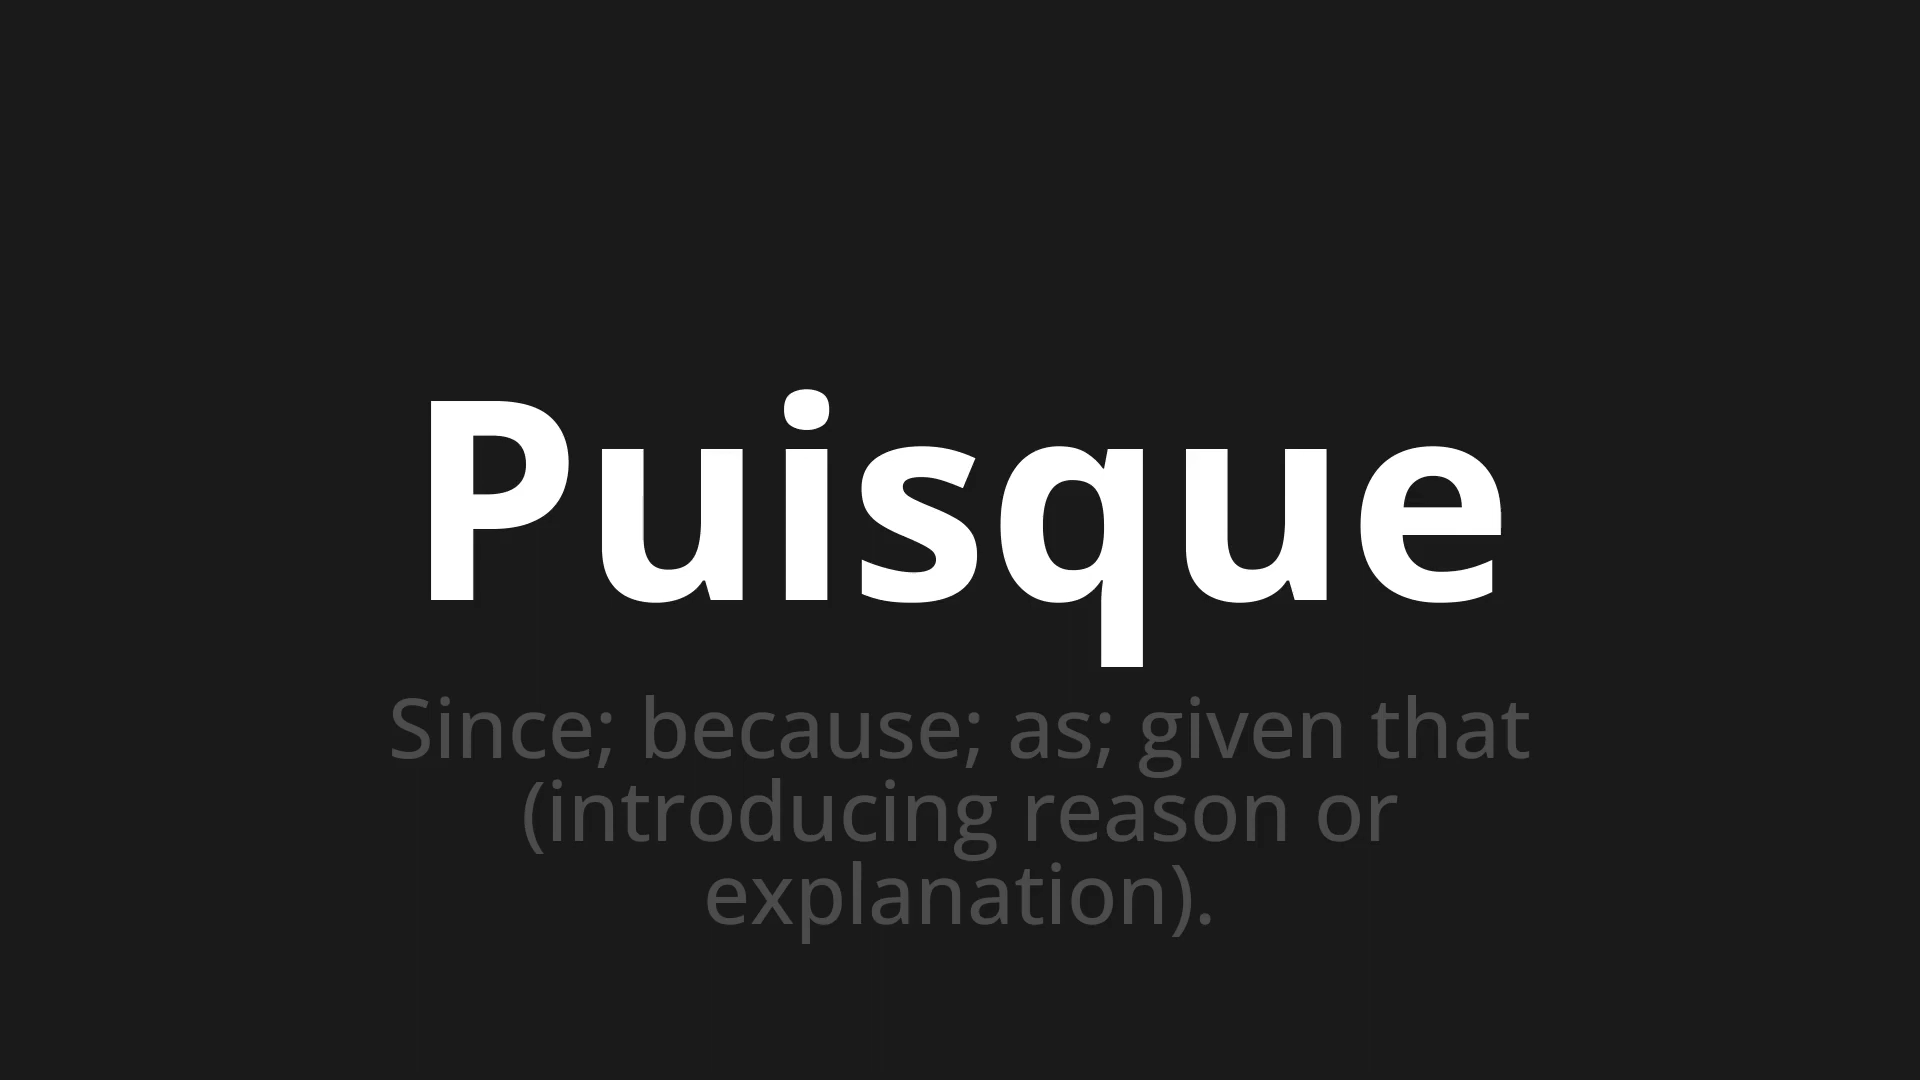 Puisque
Since; because; as; given that
(introducing reason or
explanation).